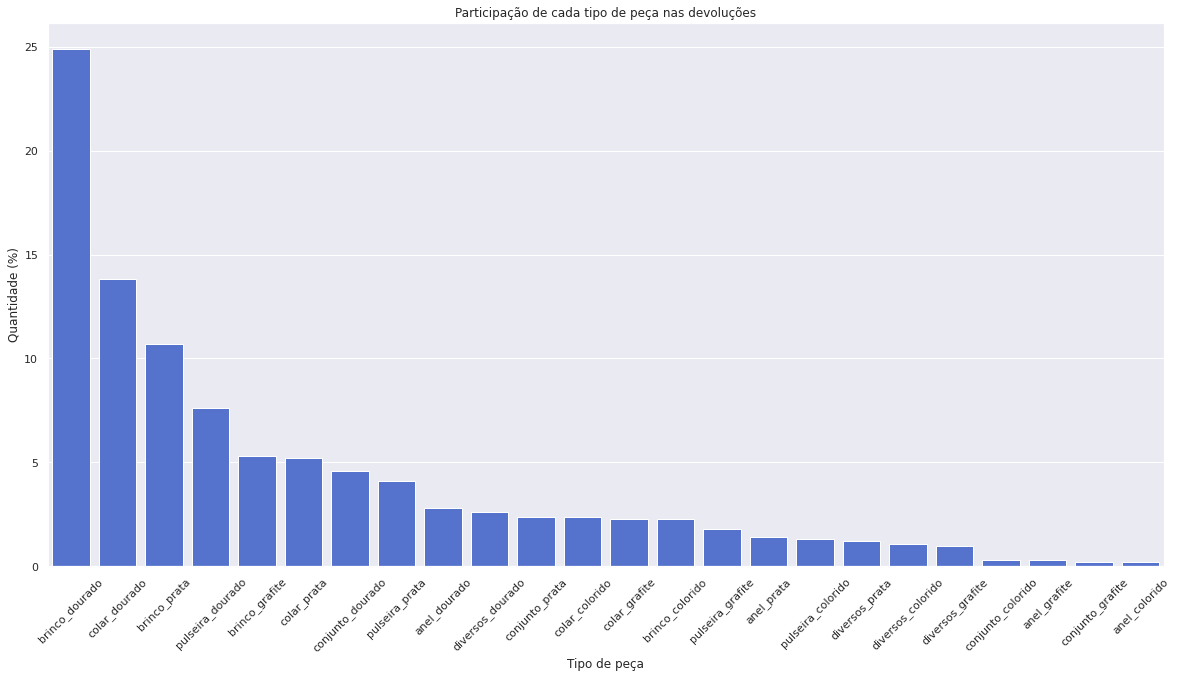 Participação de cada tipo de peça nas devoluções
Quantidade (%)
25
20
15
10
5
0
brinco_dourado
colar_dourado
brinco_prata
pulseira_dourado
brinco_grafite
colar_prata
conjunto_dourado
pulseira_prata
anel_dourado
diversos_dourado
conjunto_prata
colar_colorido
colar_grafite
brinco_colorido
pulseira_grafite
anel_prata
pulseira_colorido
diversos_prata
diversos_colorido
diversos_grafite
conjunto_colorido
anel_grafite
conjunto_grafite
anel_colorido
Tipo de peça